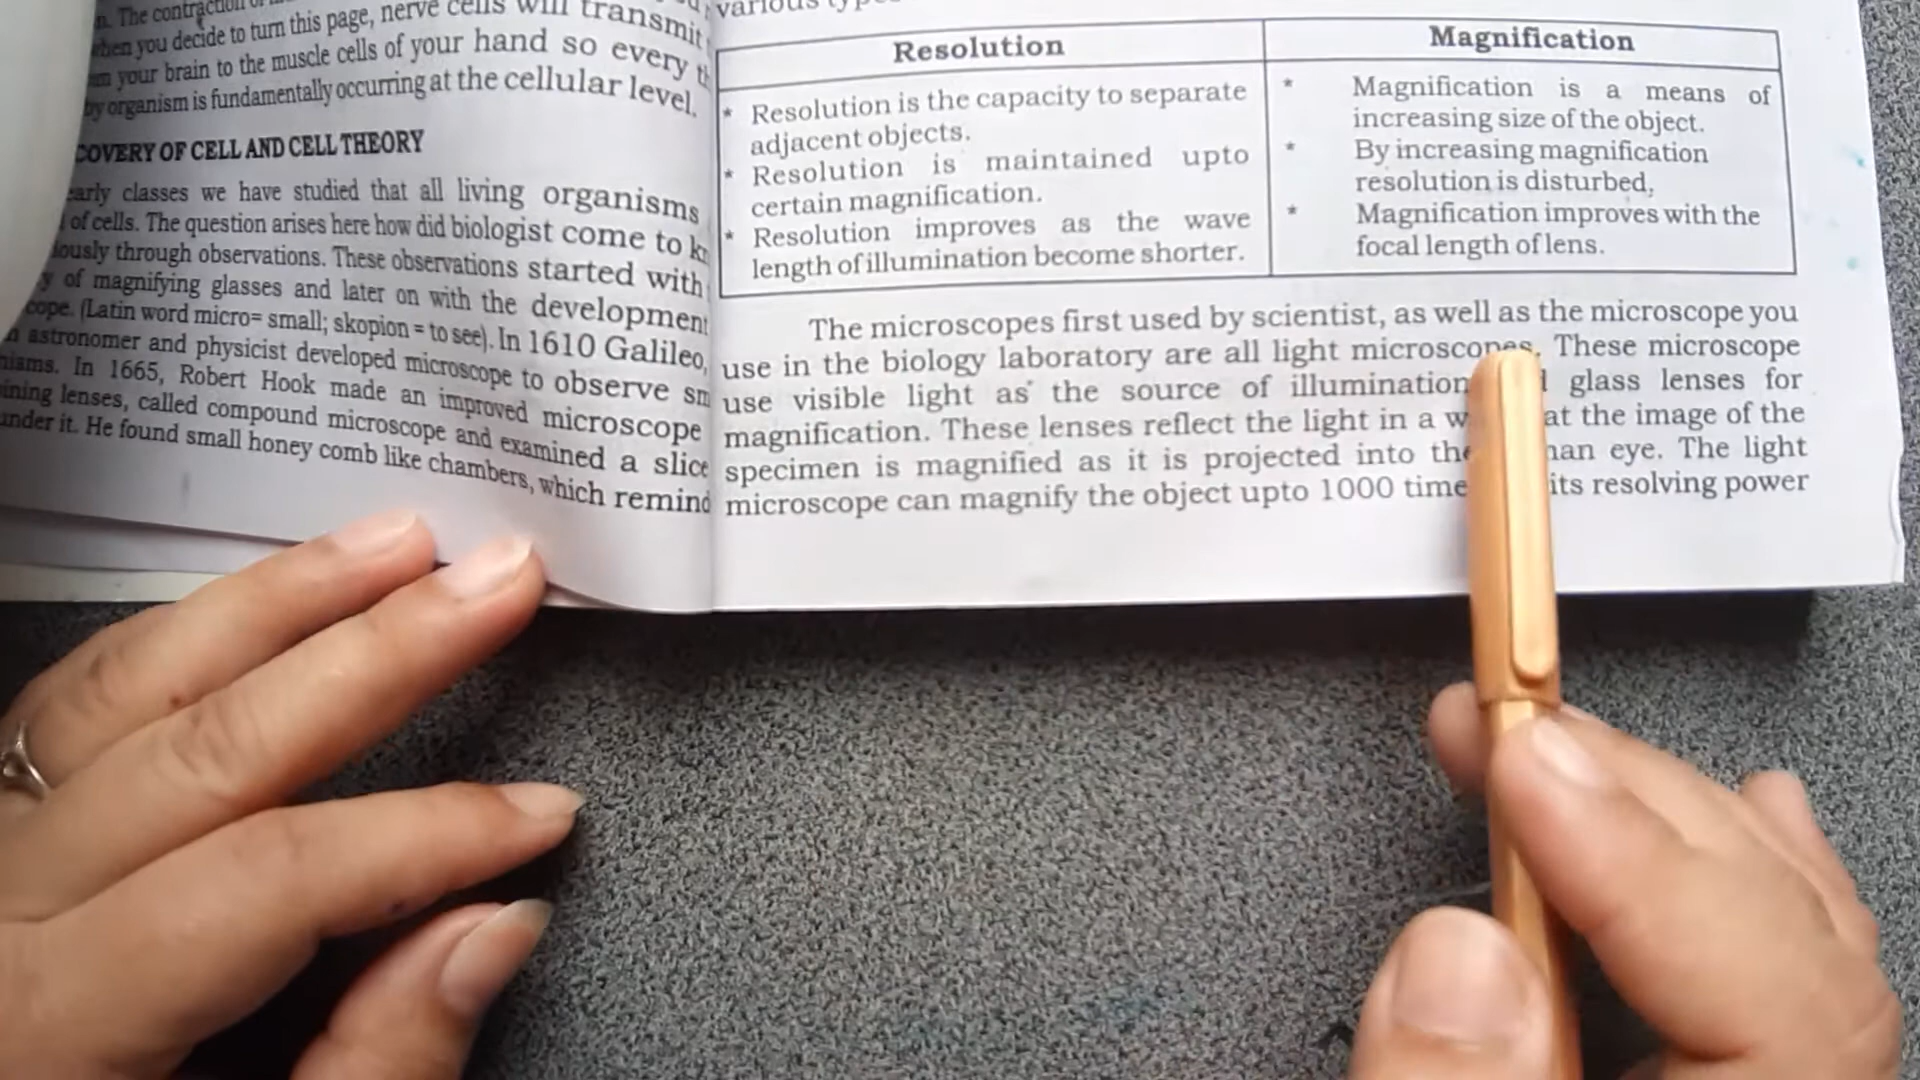 n. The contraction
when you decide to turn this page, nerve cells will transmit
your brain to the muscle cells of your hand so every
by organism is fundamentally occurring at the cellular level.
COVERY OF CELL AND CELL THEORY
early classes we have studied that all living organisms
of cells. The question arises here how did biologist come to
iously through observations. These observations started with
y of magnifying glasses and later on with the development
cope. (Latin word micro= small; skopion = to see). In 1610 Galileo,
n astronomer and physicist developed microscope to observe sm
nisms. In 1665, Robert Hook made an improved microscope
ining lenses, called compound microscope and examined a slice
under it. He found small honey comb like chambers, which remind
various
Resolution
* Resolution is the capacity to separate
adjacent objects.
* Resolution is maintained upto
certain magnification.
* Resolution improves as the wave
length of illumination become shorter.
Magnification
* Magnification is a means of
increasing size of the object.
* By increasing magnification
resolution is disturbed,
* Magnification improves with the
focal length of lens.
The microscopes first used by scientist, as well as the microscope you
use in the biology laboratory are all light microscopes. These microscope
use visible light as the source of illumination glass lenses for
magnification. These lenses reflect the light in a at the image of the
specimen is magnified as it is projected into the eye. The light
microscope can magnify the object upto 1000 time its resolving power